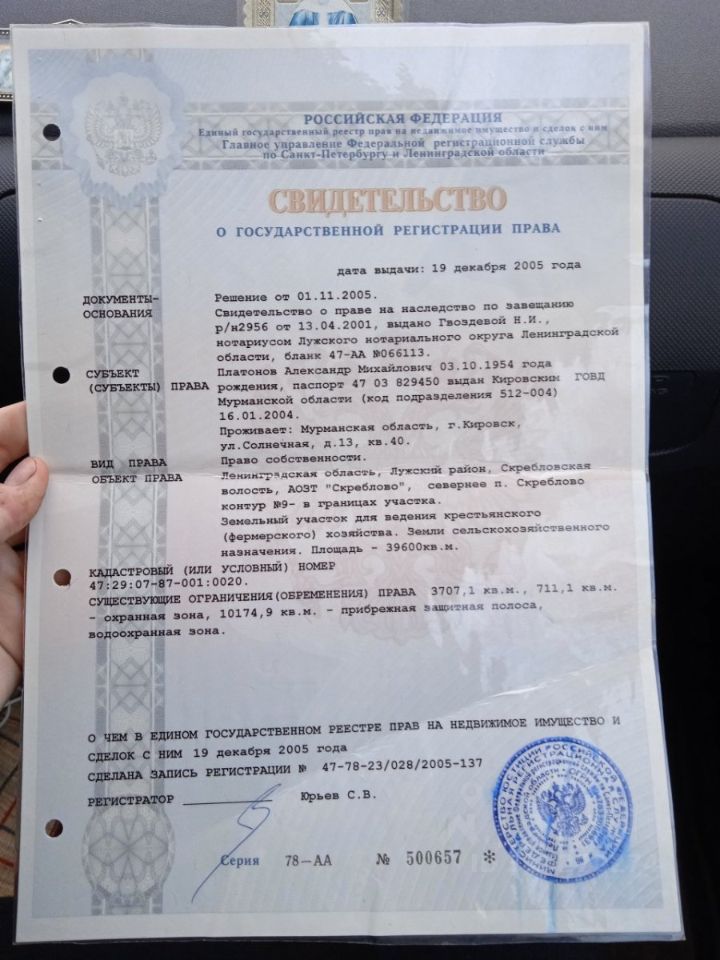 РОССИЙСКАЯ ФЕДЕРАЦИЯ
Единый государственный реестр прав на недвижимое имущество и сделок с ним
Главное управление Федеральной регистрационной службы
по Санкт-Петербургу и Ленинградской области
СВИДЕТЕЛЬСТВО
О ГОСУДАРСТВЕННОЙ РЕГИСТРАЦИИ ПРАВА
дата выдачи: 19 декабря 2005 года
ДОКУМЕНТЫ- Решение от 01.11.2005.
ОСНОВАНИЯ Свидетельство о праве на наследство по завещанию
р/н2956 от 13.04.2001, выдано Гвоздевой Н.И.,
нотариусом Лужского нотариального округа Ленинградской
области, бланк 47-АА №066113.
СУБЪЕКТ Платонов Александр Михайлович 03.10.1954 года
(СУБЪЕКТЫ) ПРАВА рождения, паспорт 47 03 829450 выдан Кировским ГОВД
Мурманской области (код подразделения 512-004)
16.01.2004.
Проживает: Мурманская область, г.Кировск,
ул.Солнечная, д.13, кв.40.
ВИД ПРАВА Право собственности.
ОБЪЕКТ ПРАВА Ленинградская область, Лужский район, Скребловская
волость, АОЗТ "Скреблово", севернее п. Скреблово
контур №9- в границах участка.
Земельный участок для ведения крестьянского
(фермерского) хозяйства. Земли сельскохозяйственного
назначения. Площадь - 39600кв.м.
КАДАСТРОВЫЙ (ИЛИ УСЛОВНЫЙ) НОМЕР
47:29:07-87-001:0020.
СУЩЕСТВУЮЩИЕ ОГРАНИЧЕНИЯ(ОБРЕМЕНЕНИЯ) ПРАВА 3707,1 кв.м., 711,1 кв.м.
- охранная зона, 10174,9 кв.м. - прибрежная защитная полоса,
водоохранная зона.
О ЧЕМ В ЕДИНОМ ГОСУДАРСТВЕННОМ РЕЕСТРЕ ПРАВ НА НЕДВИЖИМОЕ ИМУЩЕСТВО И
СДЕЛОК С НИМ 19 декабря 2005 года
СДЕЛАНА ЗАПИСЬ РЕГИСТРАЦИИ № 47-78-23/028/2005-137
РЕГИСТРАТОР Юрьев С.В.
Серия 78-АА № 500657 *
МИНИСТЕРСТВО ЮСТИЦИИ РОССИЙСКОЙ ФЕДЕРАЦИИ